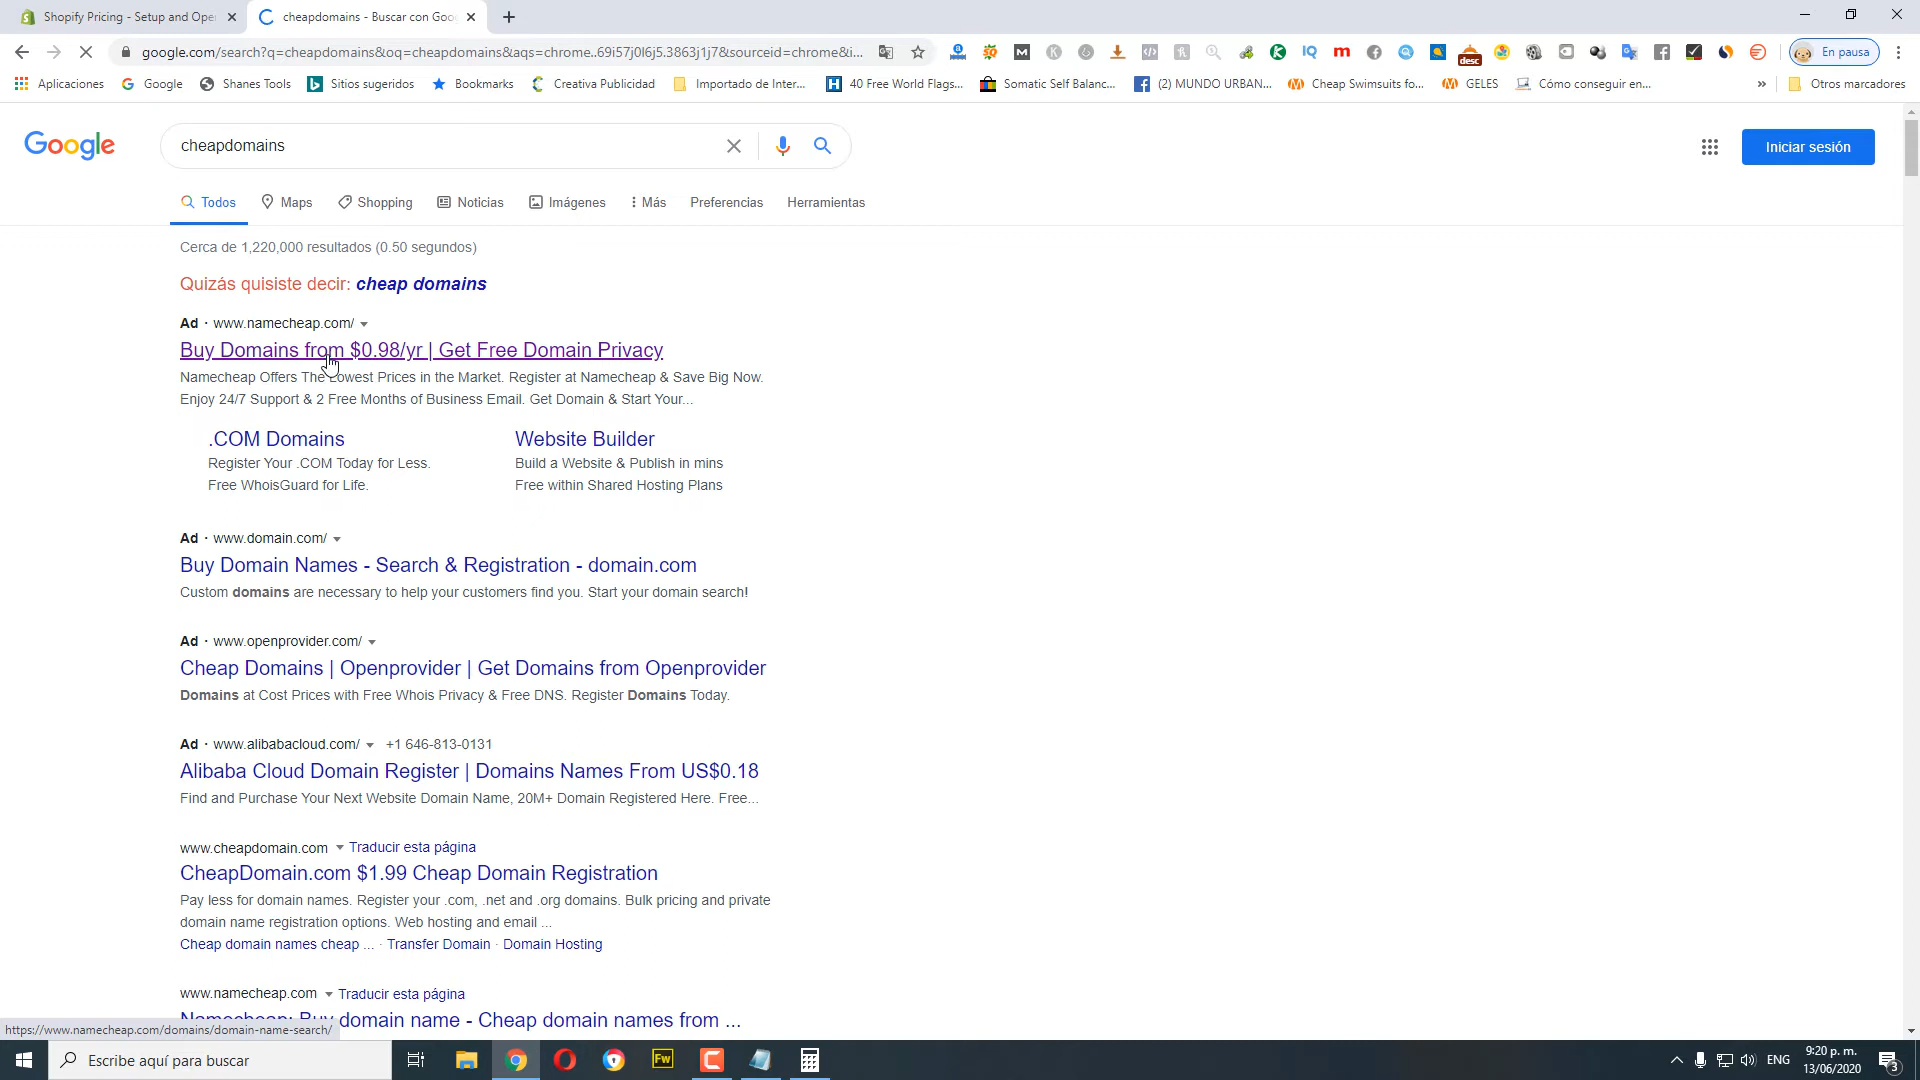 Shopify Pricing - Setup and Ope
cheapdomains - Buscar con Goo
google.com/search?q=cheapdomains&oq=cheapdomains&aqs=chrome..69i57j0l6j5.3863j1j7&sourceid=chrome&i...
En pausa
Aplicaciones
Google
Shanes Tools
Sitios sugeridos
Bookmarks
Creativa Publicidad
Importado de Inter...
40 Free World Flags...
Somatic Self Balanc...
(2) MUNDO URBAN...
Cheap Swimsuits fo...
GELES
Cómo conseguir en...
»
Otros marcadores
Google
cheapdomains
Iniciar sesión
Todos
Maps
Shopping
Noticias
Imágenes
Más
Preferencias
Herramientas
Cerca de 1,220,000 resultados (0.50 segundos)
Quizás quisiste decir: cheap domains
Ad · www.namecheap.com/
Buy Domains from $0.98/yr | Get Free Domain Privacy
Namecheap Offers The Lowest Prices in the Market. Register at Namecheap & Save Big Now.
Enjoy 24/7 Support & 2 Free Months of Business Email. Get Domain & Start Your...
.COM Domains
Register Your .COM Today for Less.
Free WhoisGuard for Life.
Website Builder
Build a Website & Publish in mins
Free within Shared Hosting Plans
Ad · www.domain.com/
Buy Domain Names - Search & Registration - domain.com
Custom domains are necessary to help your customers find you. Start your domain search!
Ad · www.openprovider.com/
Cheap Domains | Openprovider | Get Domains from Openprovider
Domains at Cost Prices with Free Whois Privacy & Free DNS. Register Domains Today.
Ad · www.alibabacloud.com/ +1 646-813-0131
Alibaba Cloud Domain Register | Domains Names From US$0.18
Find and Purchase Your Next Website Domain Name, 20M+ Domain Registered Here. Free...
www.cheapdomain.com Traducir esta página
CheapDomain.com $1.99 Cheap Domain Registration
Pay less for domain names. Register your .com, .net and .org domains. Bulk pricing and private
domain name registration options. Web hosting and email ...
Cheap domain names cheap ... · Transfer Domain · Domain Hosting
www.namecheap.com Traducir esta página
Namecheap: Buy domain name - Cheap domain names from ...
https://www.namecheap.com/domains/domain-name-search/
Escribe aquí para buscar
Fw
ENG
9:20 p. m.
13/06/2020
3